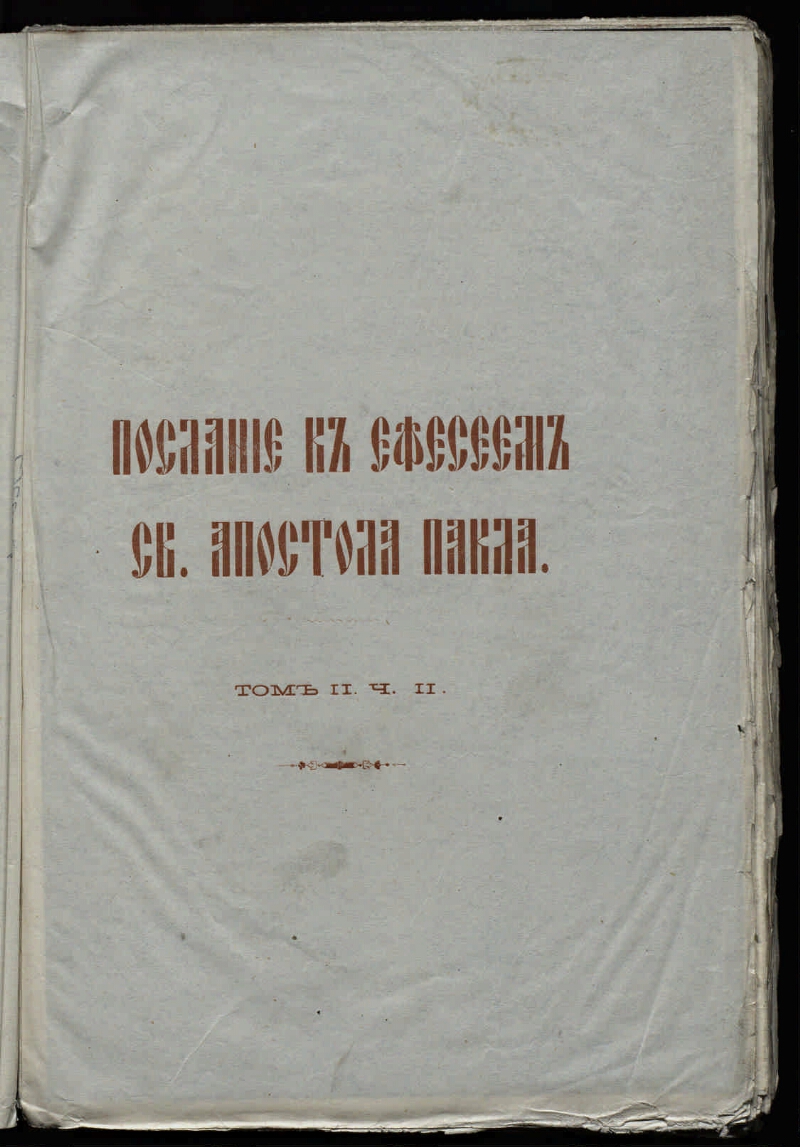 ПОСЛАНІЕ КЪ ЕФЕСЕЕМЪ
СВ. АПОСТОЛА ПАВЛА.
ТОМЪ II. Ч. II.